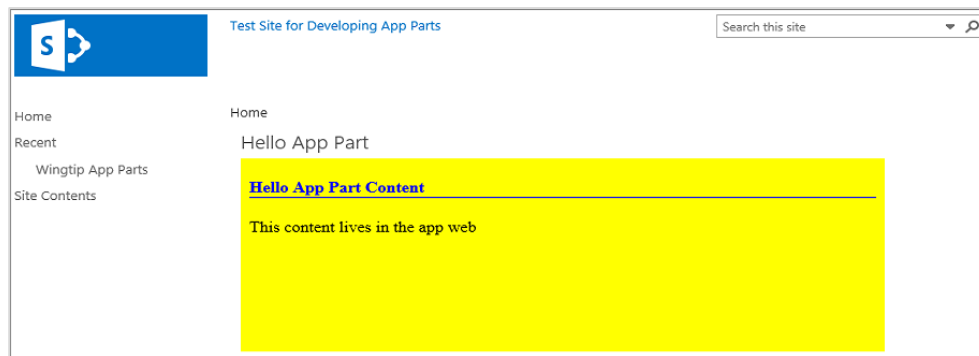 S
Test Site for Developing App Parts
Search this site
Home
Recent
Wingtip App Parts
Site Contents
Home
Hello App Part
Hello App Part Content
This content lives in the app web